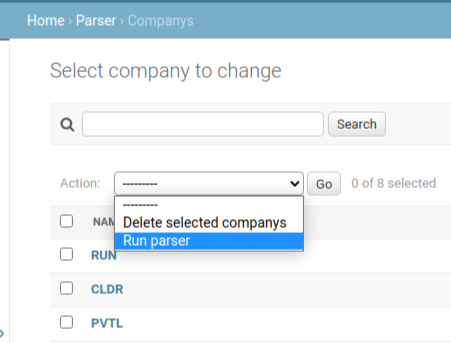 Home › Parser › Companys
Select company to change
Search
Action: --------- Go 0 of 8 selected
---------
Delete selected companys
Run parser
RUN
CLDR
PVTL